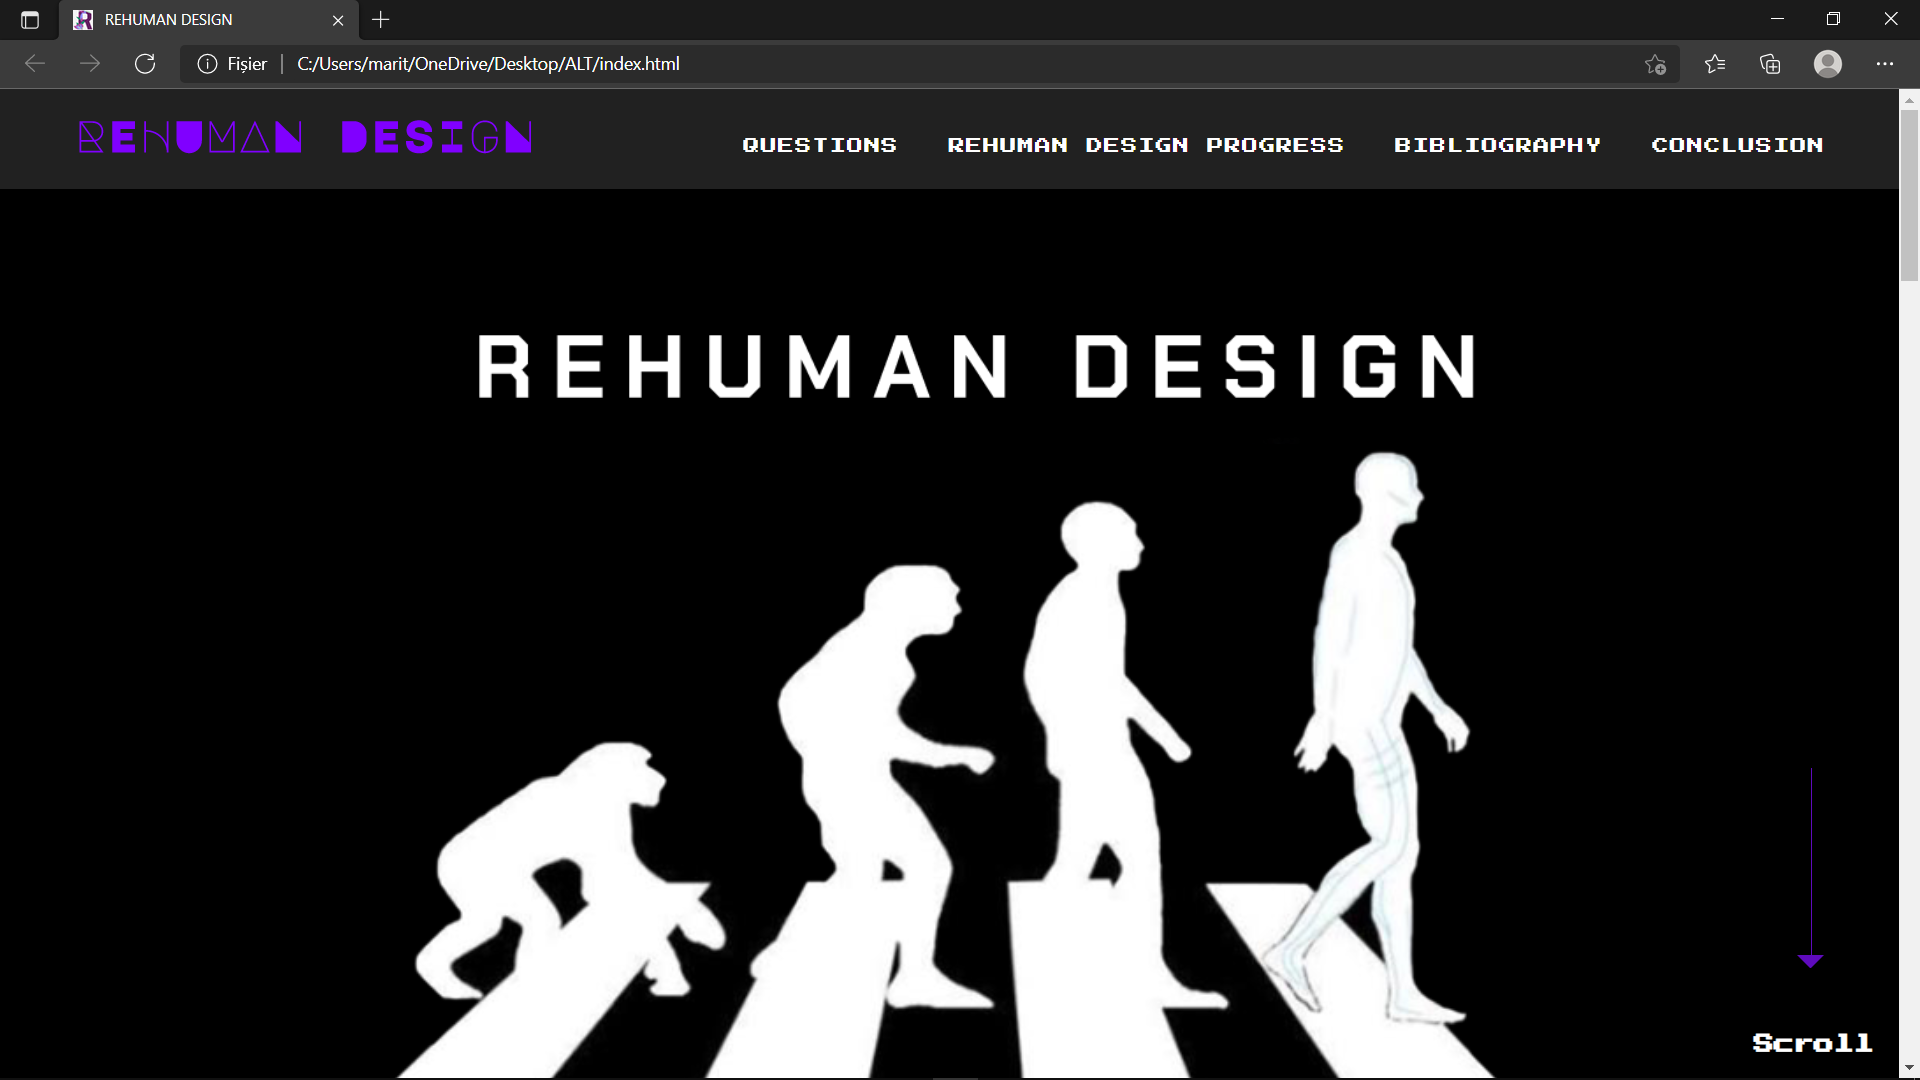 REHUMAN DESIGN
Fișier C:/Users/marit/OneDrive/Desktop/ALT/index.html
REHUMAN DESIGN QUESTIONS REHUMAN DESIGN PROGRESS BIBLIOGRAPHY CONCLUSION
REHUMAN DESIGN
Scroll